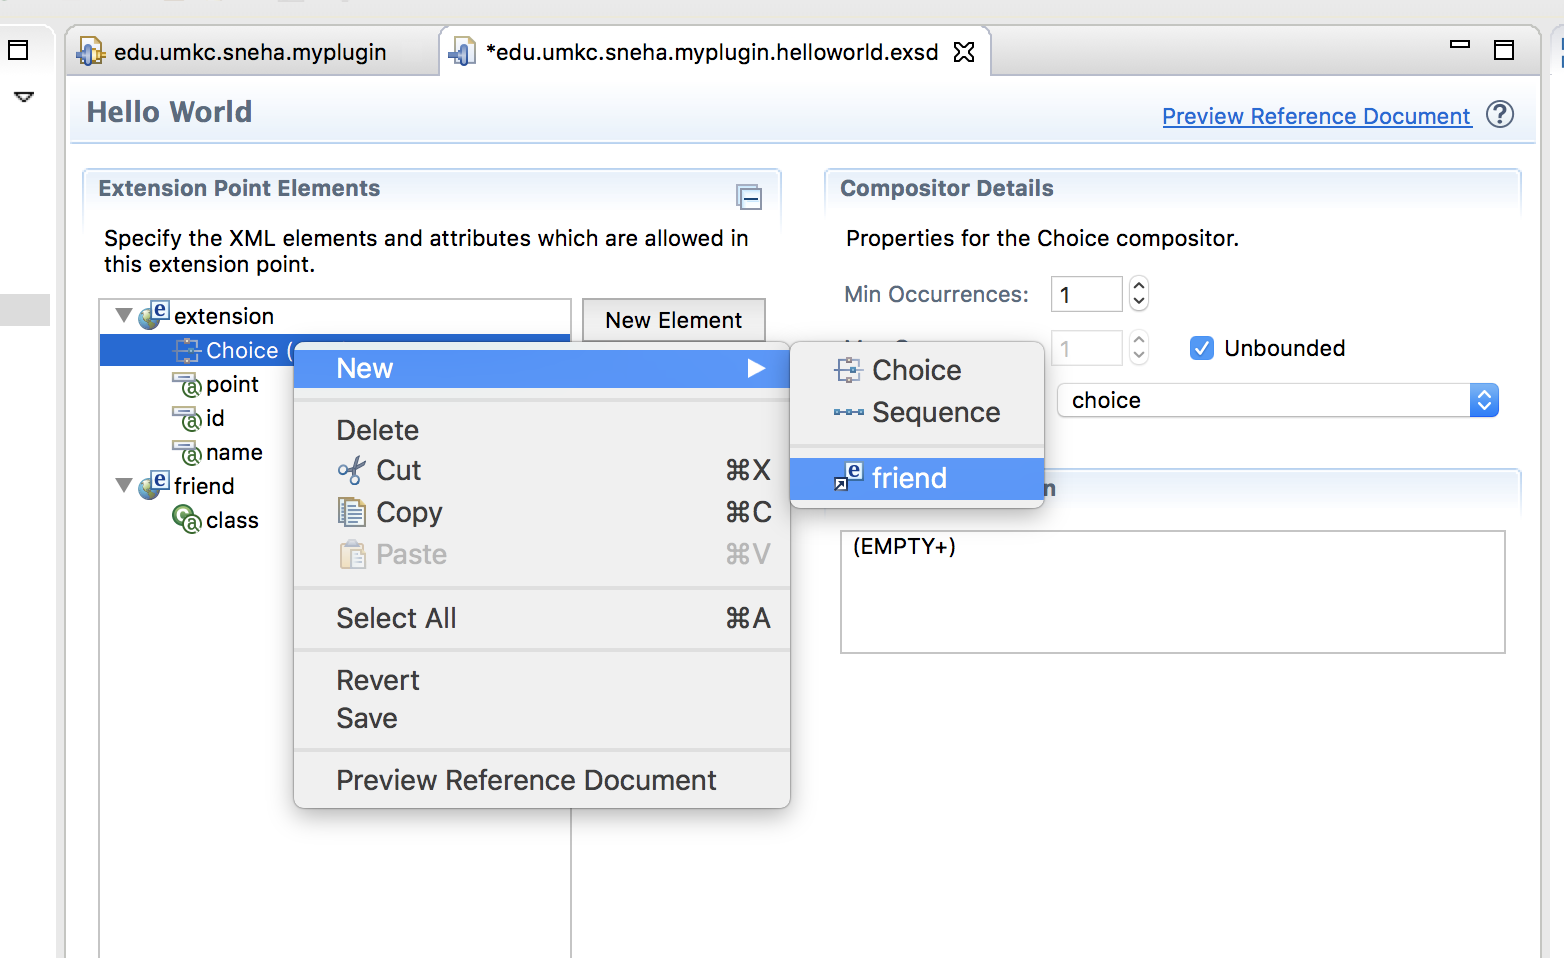 edu.umkc.sneha.myplugin
*edu.umkc.sneha.myplugin.helloworld.exsd
Hello World
Preview Reference Document
Extension Point Elements
Specify the XML elements and attributes which are allowed in
this extension point.
extension
Choice (
point
id
name
friend
class
New Element
New
Delete
Cut ⌘X
Copy ⌘C
Paste ⌘V
Select All ⌘A
Revert
Save
Preview Reference Document
Choice
Sequence
friend
Compositor Details
Properties for the Choice compositor.
Min Occurrences: 1
1 Unbounded
choice
(EMPTY+)